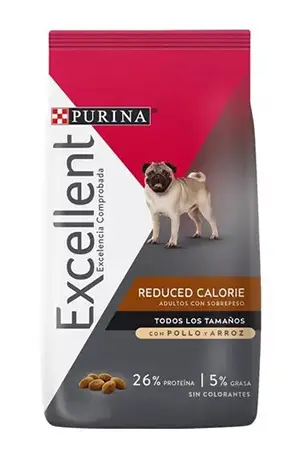 PURINA
Excellent
Excelencia Comprobada
REDUCED CALORIE
ADULTOS CON SOBREPESO
TODOS LOS TAMAÑOS
CON POLLO Y ARROZ
26% PROTEÍNA | 5% GRASA
SIN COLORANTES